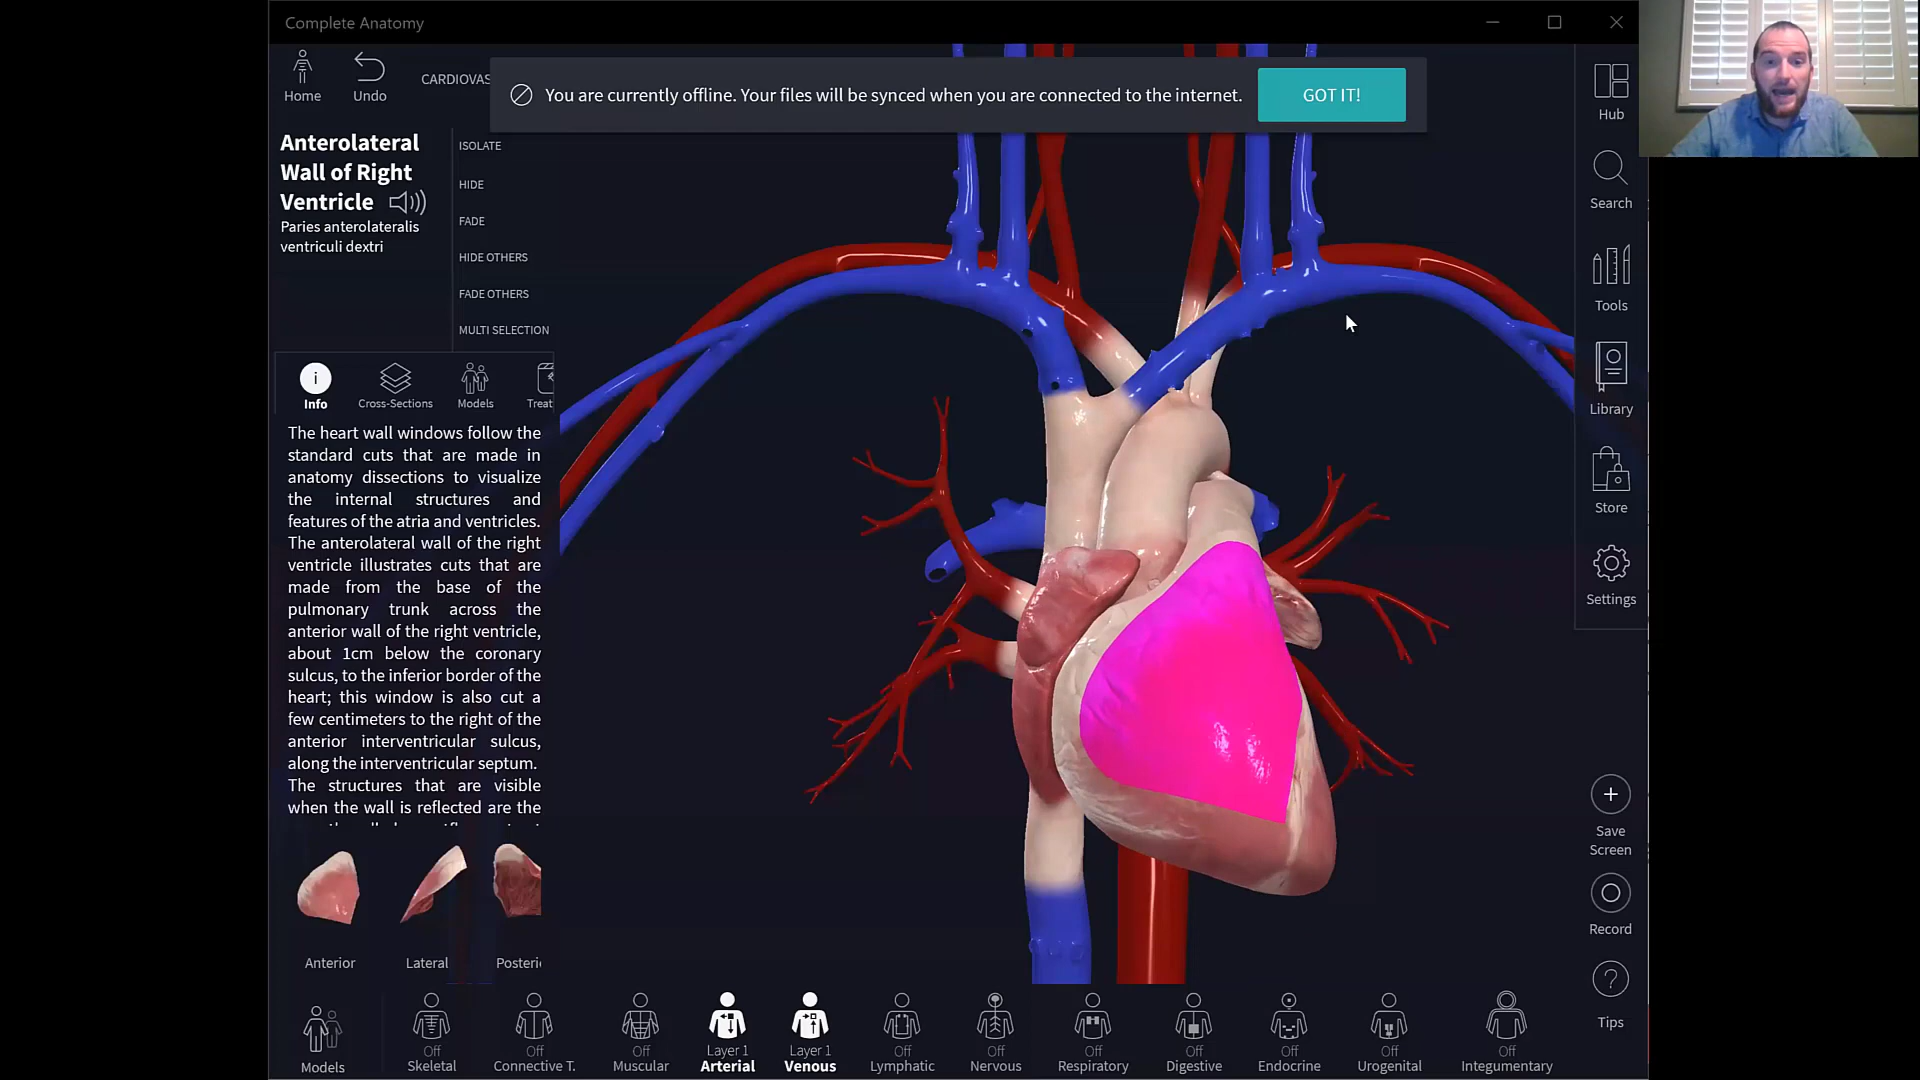 Complete Anatomy
Home
Undo
CARDIOVAS
You are currently offline. Your files will be synced when you are connected to the internet.
GOT IT!
Anterolateral
Wall of Right
Ventricle
Paries anterolateralis
ventriculi dextri
ISOLATE
HIDE
FADE
HIDE OTHERS
FADE OTHERS
MULTI SELECTION
i
Info
Cross-Sections
Models
Treat
The heart wall windows follow the
standard cuts that are made in
anatomy dissections to visualize
the internal structures and
features of the atria and ventricles.
The anterolateral wall of the right
ventricle illustrates cuts that are
made from the base of the
pulmonary trunk across the
anterior wall of the right ventricle,
about 1cm below the coronary
sulcus, to the inferior border of the
heart; this window is also cut a
few centimeters to the right of the
anterior interventricular sulcus,
along the interventricular septum.
The structures that are visible
when the wall is reflected are the
Anterior
Lateral
Posteri
Hub
Search
Tools
Library
Store
Settings
Save
Screen
Record
?
Tips
Models
Off
Skeletal
Off
Connective T.
Off
Muscular
Layer 1
Arterial
Layer 1
Venous
Off
Lymphatic
Off
Nervous
Off
Respiratory
Off
Digestive
Off
Endocrine
Off
Urogenital
Off
Integumentary